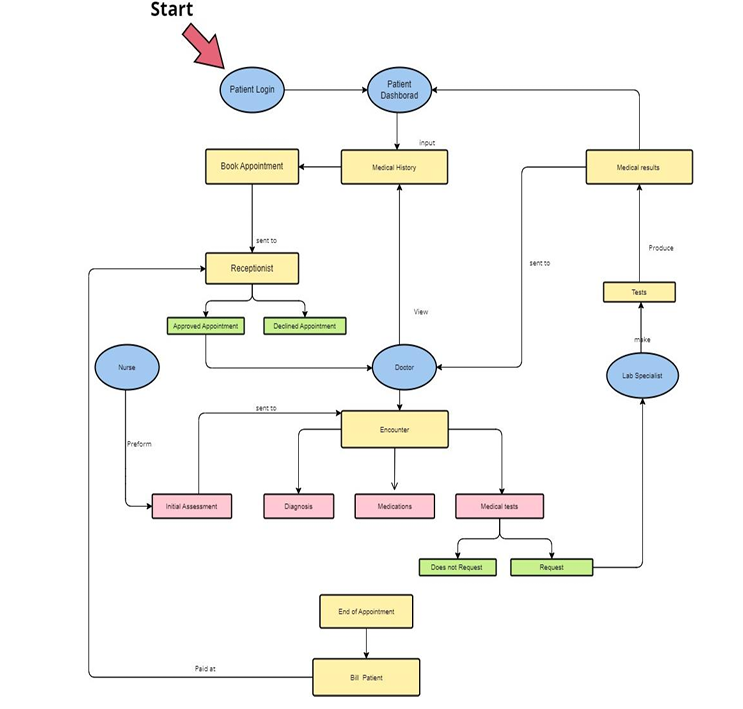 Start
Patient Login
Patient
Dashborad
input
Book Appointment
Medical History
Medical results
sent to
sent to
Produce
Receptionist
Tests
View
Approved Appointment
Declined Appointment
make
Nurse
Doctor
Lab Specialist
sent to
Encounter
Preform
Initial Assessment
Diagnosis
Medications
Medical tests
Does not Request
Request
End of Appointment
Paid at
Bill Patient